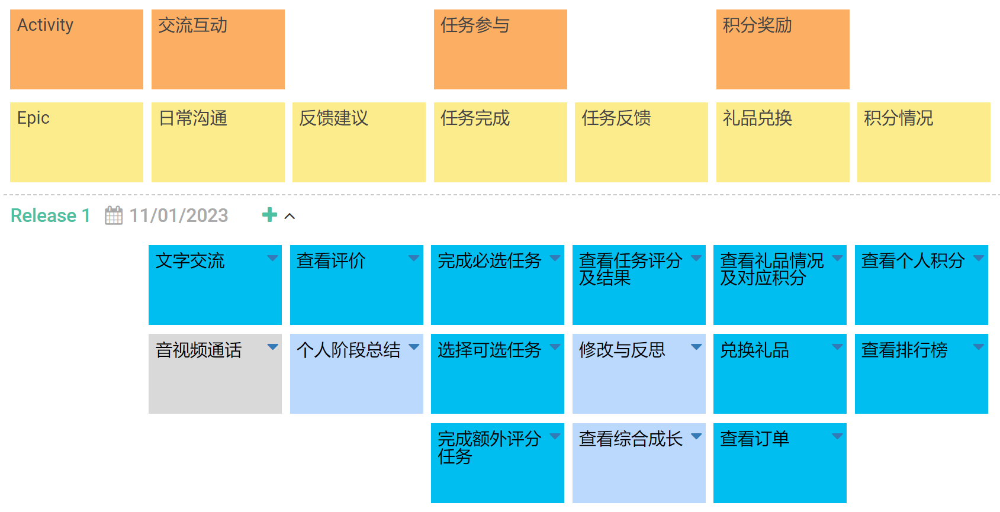 Activity
交流互动
任务参与
积分奖励
Epic
日常沟通
反馈建议
任务完成
任务反馈
礼品兑换
积分情况
Release 1 11/01/2023
文字交流
查看评价
完成必选任务
查看任务评分
及结果
查看礼品情况
及对应积分
查看个人积分
音视频通话
个人阶段总结
选择可选任务
修改与反思
兑换礼品
查看排行榜
完成额外评分
任务
查看综合成长
查看订单